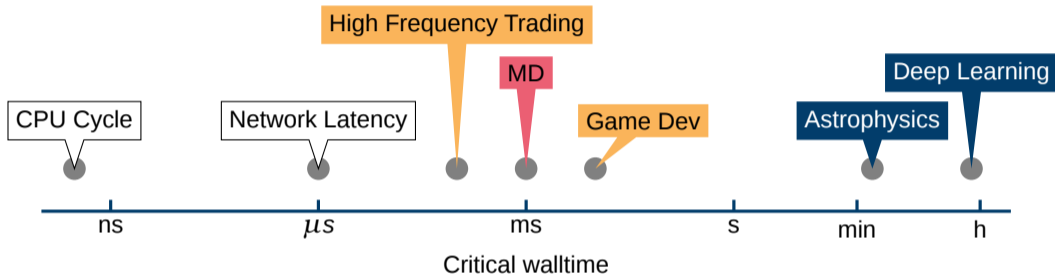 High Frequency Trading
MD
Deep Learning
CPU Cycle
Network Latency
Game Dev
Astrophysics
ns
μs
ms
s
min
h
Critical walltime